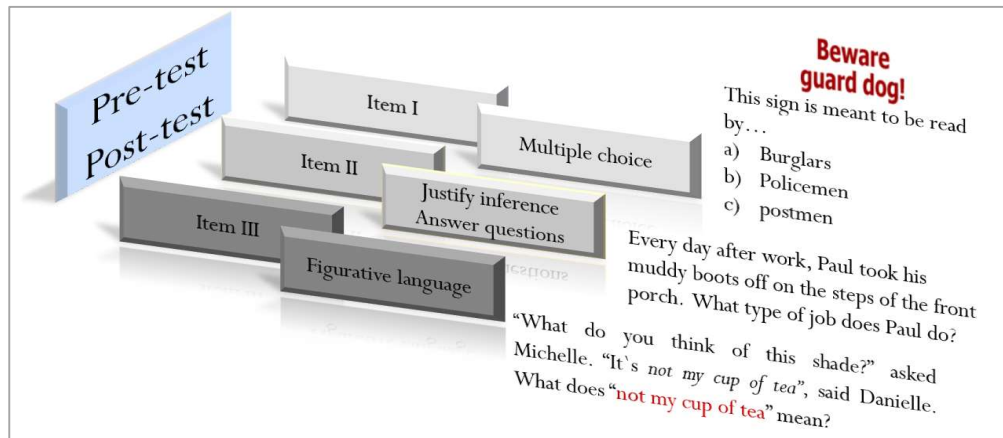 Pre-test
Post-test
Item I
Multiple choice
Item II
Justify inference
Answer questions
Item III
Figurative language
Beware
guard dog!
This sign is meant to be read
by…
a) Burglars
b) Policemen
c) postmen
Every day after work, Paul took his
muddy boots off on the steps of the front
porch. What type of job does Paul do?
“What do you think of this shade?” asked
Michelle. “It`s not my cup of tea”, said Danielle.
What does “not my cup of tea” mean?